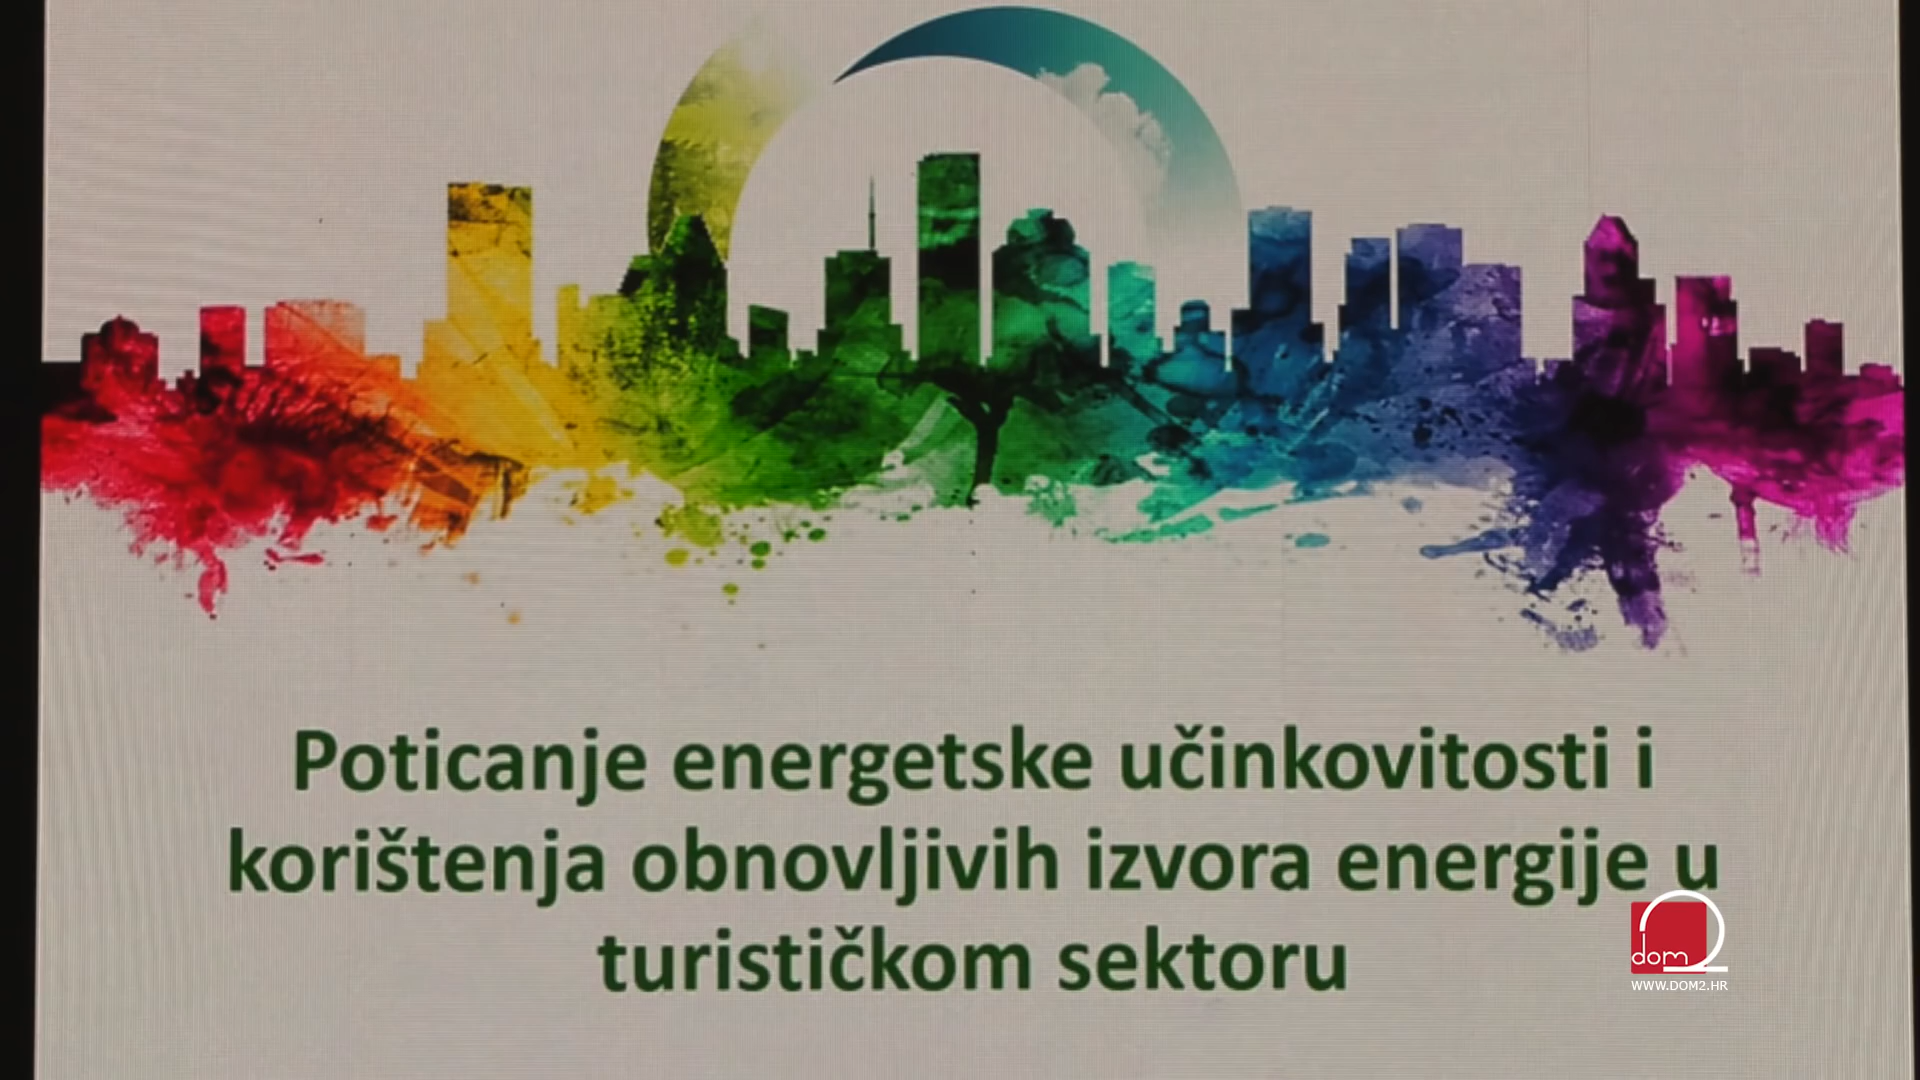 Poticanje energetske učinkovitosti i
korištenja obnovljivih izvora energije u
turističkom sektoru
dom2
WWW.DOM2.HR